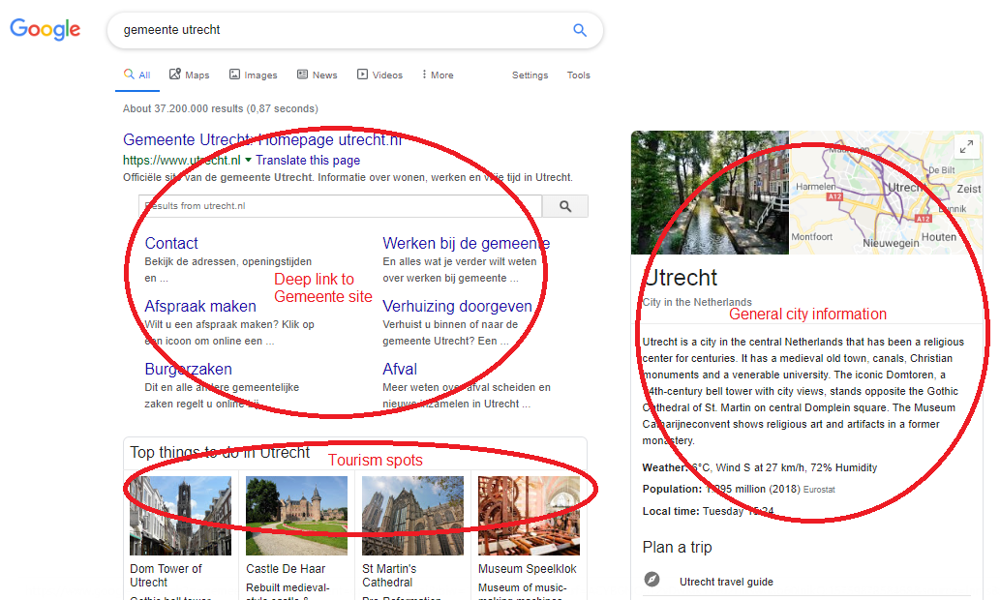 Google
gemeente utrecht
All Maps Images News Videos More Settings Tools
About 37.200.000 results (0,87 seconds)
Gemeente Utrecht: Homepage utrecht.nl
https://www.utrecht.nl Translate this page
Officiële site van de gemeente Utrecht. Informatie over wonen, werken en vrije tijd in Utrecht.
Results from utrecht.nl
Contact
Bekijk de adressen, openingstijden
en ...
Werken bij de gemeente
En alles wat je verder wilt weten
over werken bij gemeente ...
Deep link to
Gemeente site
Afspraak maken
Wilt u een afspraak maken? Klik op
een icoon om online een ...
Verhuizing doorgeven
Verhuist u binnen of naar de
gemeente Utrecht? Een ...
Burgerzaken
Dit en alle andere gemeentelijke
zaken regelt u online bij
Afval
Meer weten over afval scheiden en
nieuwe inzamelen in Utrecht ...
Top things to do in Utrecht
Tourism spots
Dom Tower of
Utrecht
Gothic bell tower
Castle De Haar
Rebuilt medieval-
style castle &
St Martin's
Cathedral
Pre-Reformation
Museum Speelklok
Museum of music-
making machines
Maarssen
De Bilt
Harmelen
Utrecht
Zeist
A12
Bunnik
A12
Montfoort
Houten
Nieuwegein
Utrecht
City in the Netherlands
General city information
Utrecht is a city in the central Netherlands that has been a religious
center for centuries. It has a medieval old town, canals, Christian
monuments and a venerable university. The iconic Domtoren, a
14th-century bell tower with city views, stands opposite the Gothic
Cathedral of St. Martin on central Domplein square. The Museum
Catharijneconvent shows religious art and artifacts in a former
monastery.
Weather: 6°C, Wind S at 27 km/h, 72% Humidity
Population: 1.295 million (2018) Eurostat
Local time: Tuesday 15:24
Plan a trip
Utrecht travel guide